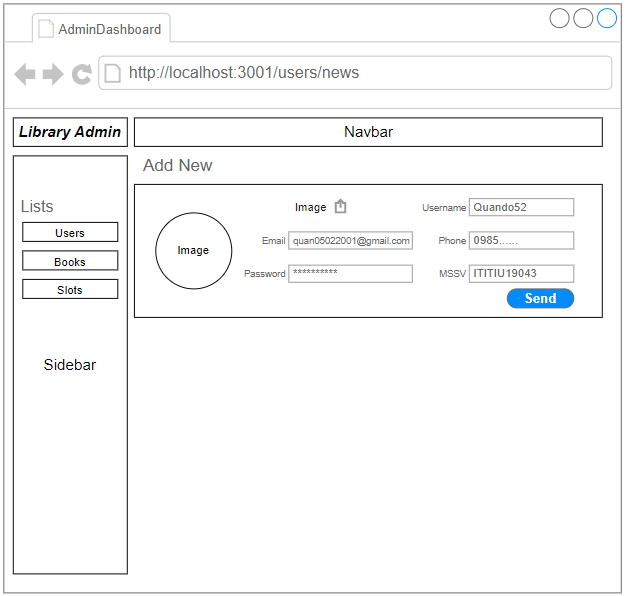 AdminDashboard
http://localhost:3001/users/news
Library Admin
Navbar
Add New
Lists
Users
Books
Slots
Sidebar
Image
Image
Username Quando52
Email quan05022001@gmail.com
Phone 0985......
Password **********
MSSV ITITIU19043
Send